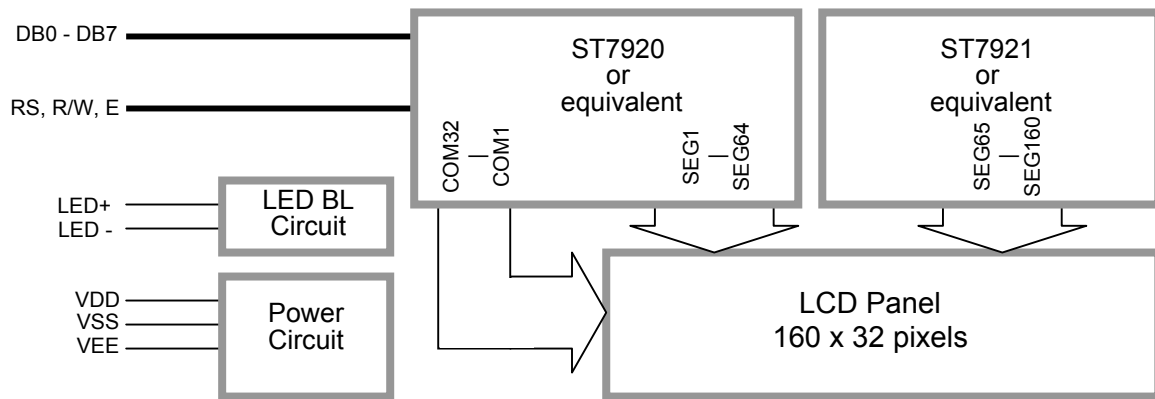 DB0 - DB7
RS, R/W, E
LED+
LED -
VDD
VSS
VEE
LED BL
Circuit
Power
Circuit
ST7920
or
equivalent
COM32
COM1
SEG1
SEG64
ST7921
or
equivalent
SEG65
SEG160
LCD Panel
160 x 32 pixels